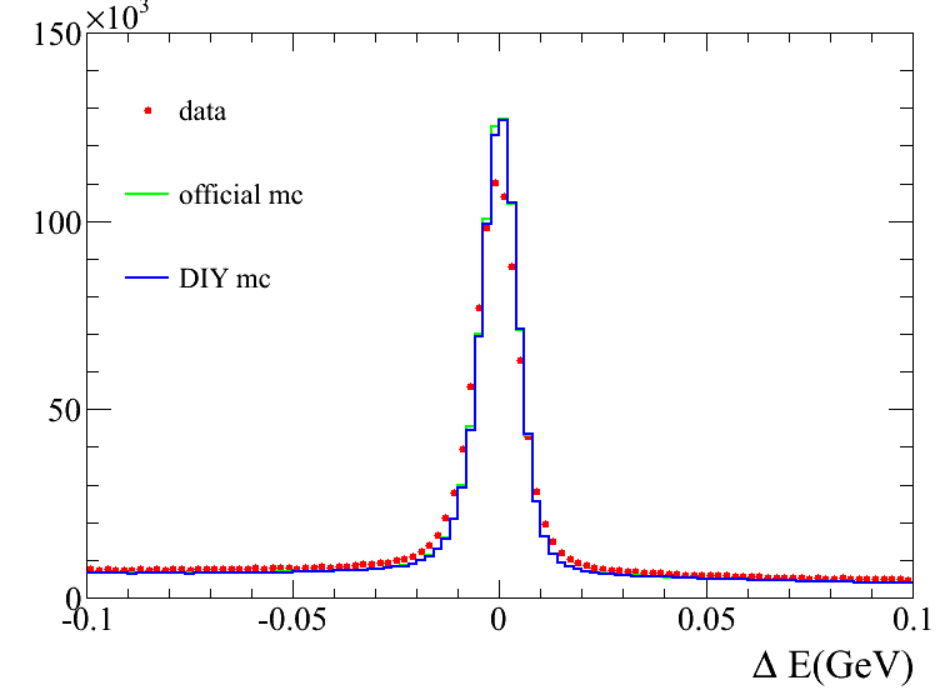 ×10³
150
data
official mc
100
DIY mc
50
0
-0.1 -0.05 0 0.05 0.1
Δ E(GeV)